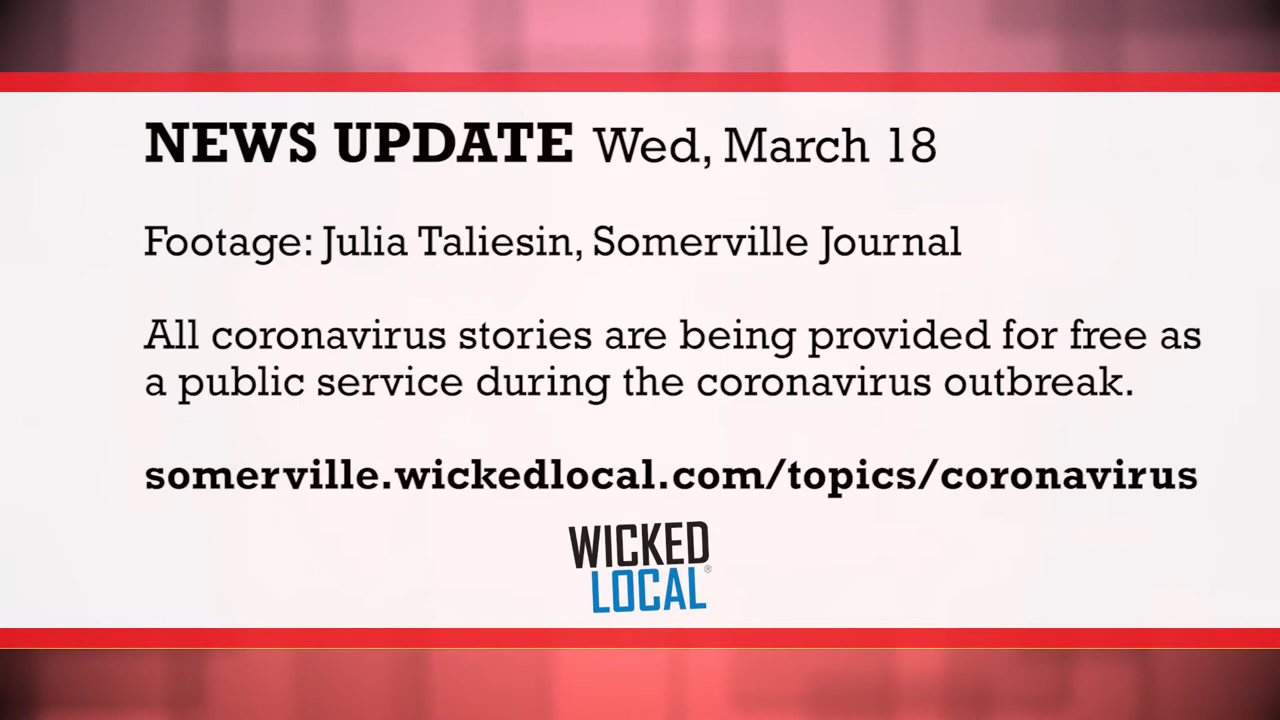 NEWS UPDATE Wed, March 18
Footage: Julia Taliesin, Somerville Journal
All coronavirus stories are being provided for free as
a public service during the coronavirus outbreak.
somerville.wickedlocal.com/topics/coronavirus
WICKED
LOCAL®